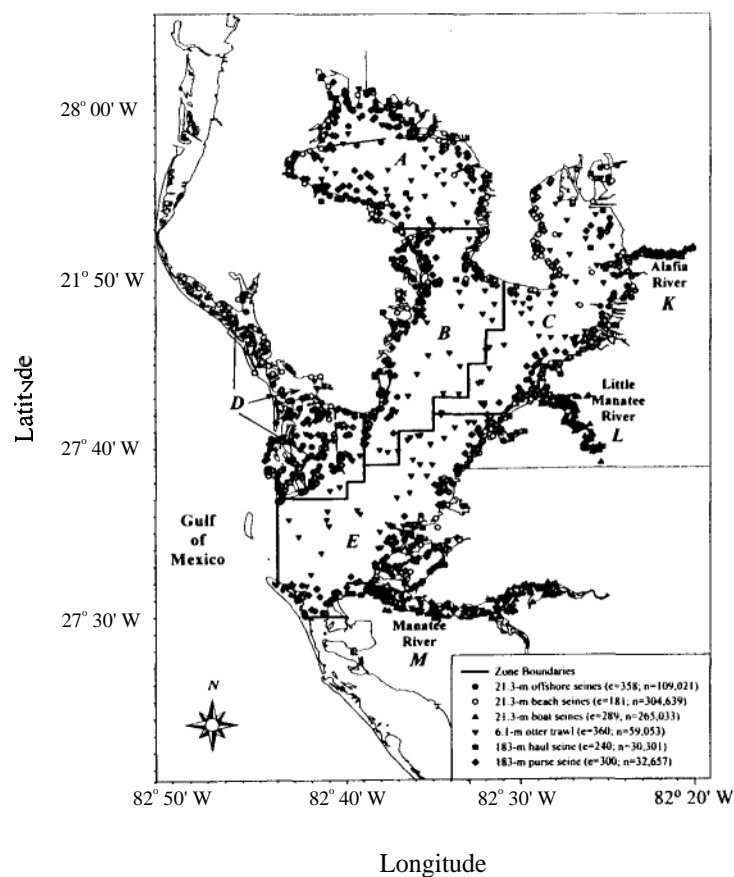 28° 00' W
21° 50' W
27° 40' W
27° 30' W
Latitude
A
B
C
D
E
Alafia
River
K
Little
Manatee
River
L
Gulf
of
Mexico
Manatee
River
M
N
Zone Boundaries
21.3-m offshore seines (e=358; n=109,021)
21.3-m beach seines (e=181; n=304,639)
21.3-m boat seines (e=289; n=265,033)
6.1-m otter trawl (e=360; n=59,053)
183-m haul seine (e=240; n=30,301)
183-m purse seine (e=300; n=32,657)
82° 50' W
82° 40' W
82° 30' W
82° 20' W
Longitude